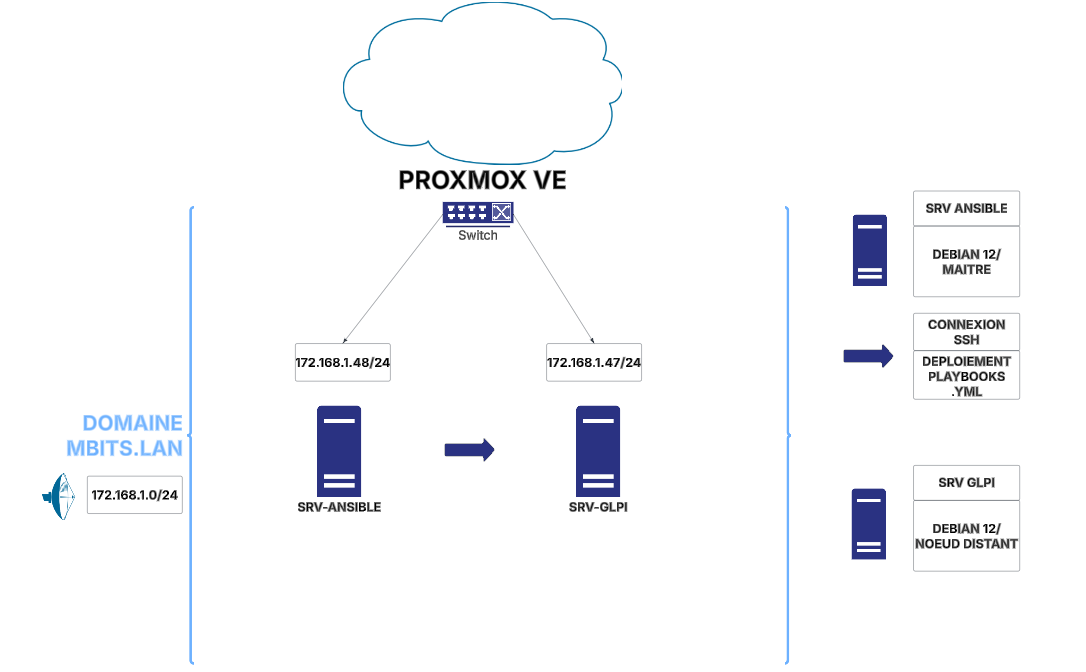 PROXMOX VE
Switch
172.168.1.48/24
172.168.1.47/24
DOMAINE
MBITS.LAN
172.168.1.0/24
SRV-ANSIBLE
SRV-GLPI
SRV ANSIBLE
DEBIAN 12/
MAITRE
CONNEXION
SSH
DEPLOIEMENT
PLAYBOOKS
.YML
SRV GLPI
DEBIAN 12/
NOEUD DISTANT